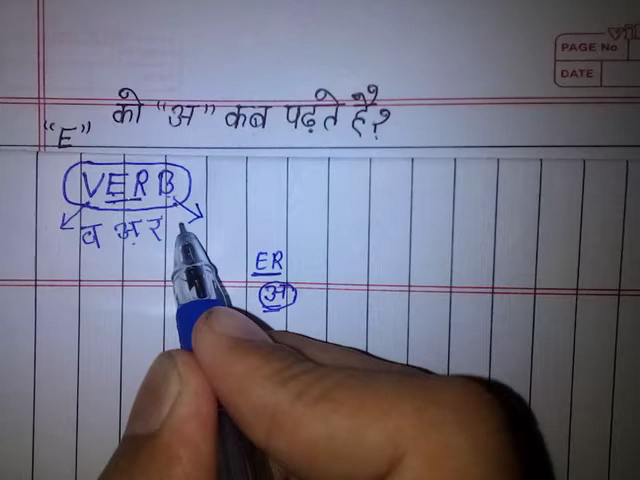 PAGE No
DATE
"E" को "अ" कब पढ़ते है?
VERB
व अ र
ER
अ